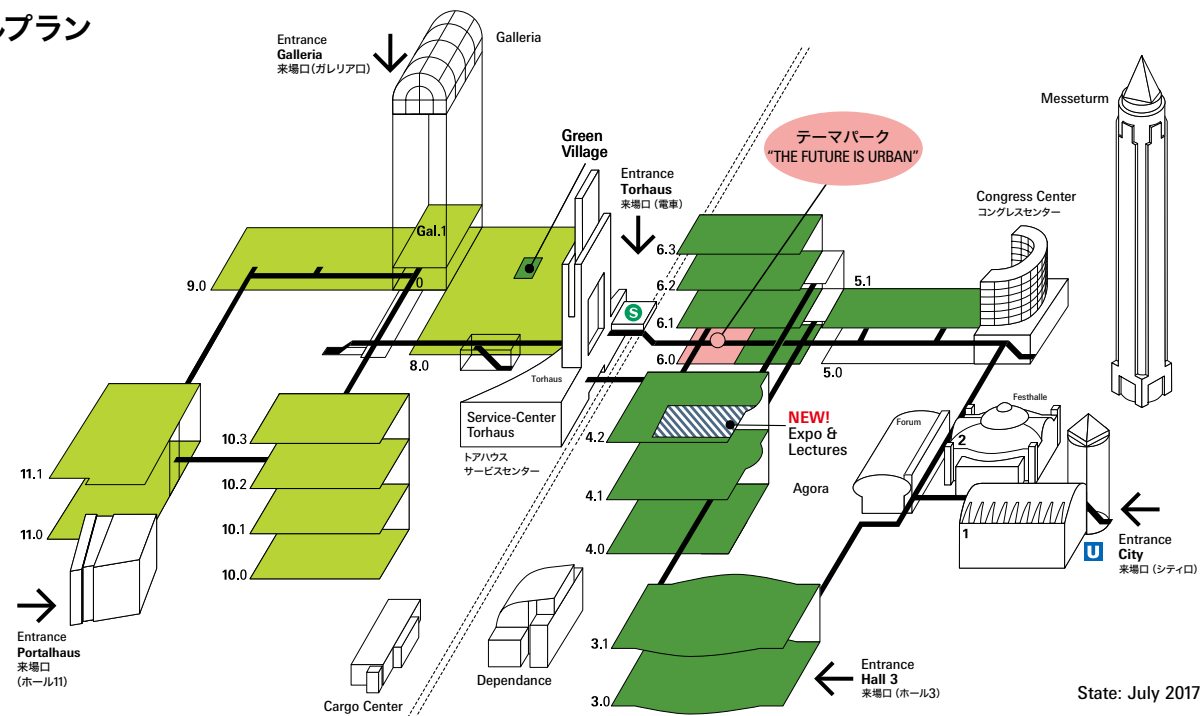 ルプラン
Entrance
Galleria
来場口(ガレリア口)
Galleria
Messeturm
テーマパーク
“THE FUTURE IS URBAN”
Green
Village
Entrance
Torhaus
来場口（電車）
Congress Center
コングレスセンター
Gal.1
0
9.0
8.0
S
6.3
6.2
6.1
6.0
5.1
5.0
Torhaus
Service-Center
Torhaus
トアハウス
サービスセンター
NEW!
Expo &
Lectures
4.2
4.1
4.0
Agora
Forum
Festhalle
2
1
U
Entrance
City
来場口（シティ口）
11.1
11.0
10.3
10.2
10.1
10.0
Entrance
Portalhaus
来場口
（ホール11）
Cargo Center
Dependance
3.1
3.0
Entrance
Hall 3
来場口（ホール3）
State: July 2017